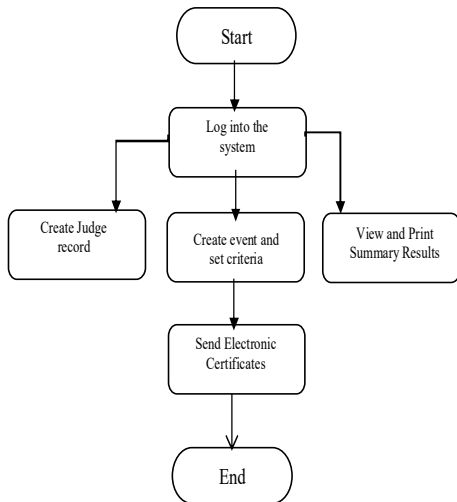 Start
Log into the
system
Create Judge
record
Create event and
set criteria
View and Print
Summary Results
Send Electronic
Certificates
End